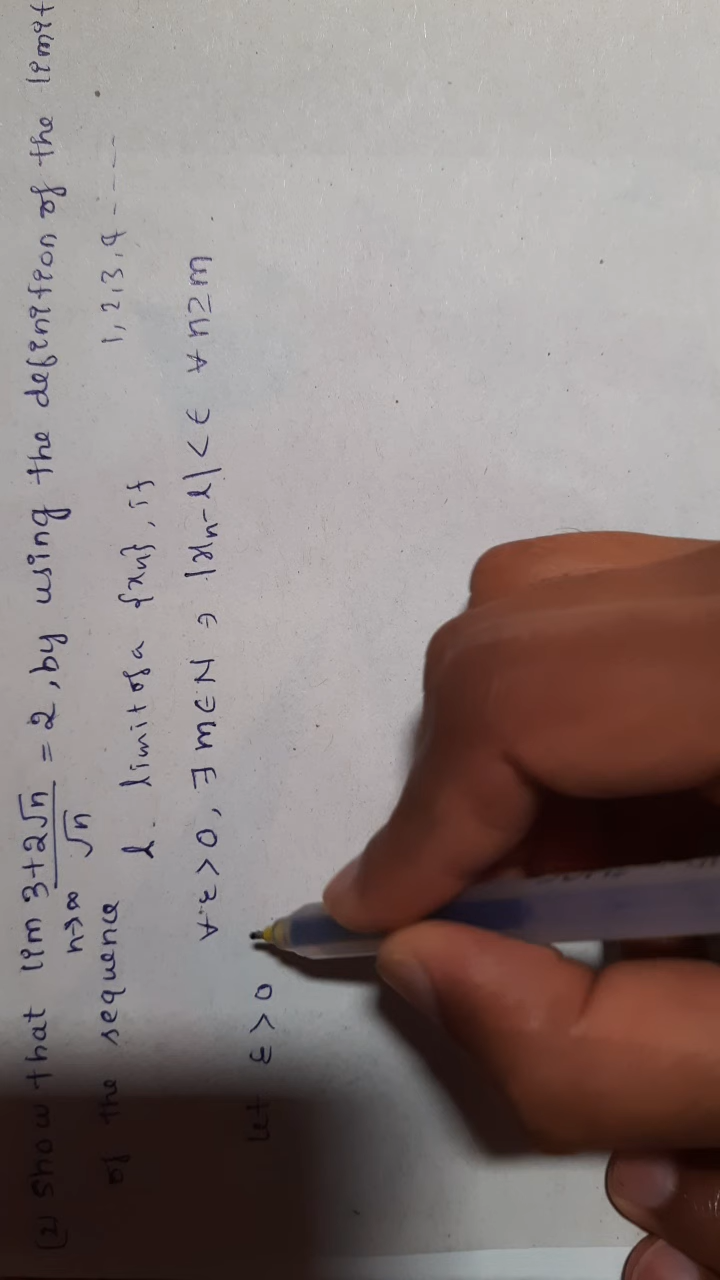 (2) Show that lim n→∞ 3+2√n / √n = 2, by using the definition of the limit
of the sequence 1, 2, 3, 4 - - - -
l - limit of a {xn}, if
∀ ε > 0, ∃ m ∈ N ∋ |xn - l| < ε ∀ n ≥ m
let ε > 0